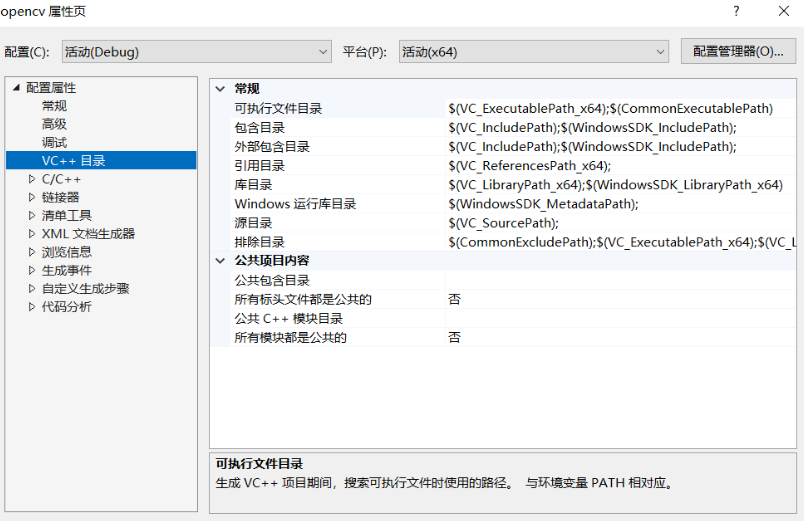 opencv 属性页 ? ×
配置(C): 活动(Debug) 平台(P): 活动(x64) 配置管理器(O)...
配置属性
常规
高级
调试
VC++ 目录
C/C++
链接器
清单工具
XML 文档生成器
浏览信息
生成事件
自定义生成步骤
代码分析
常规
可执行文件目录 $(VC_ExecutablePath_x64);$(CommonExecutablePath)
包含目录 $(VC_IncludePath);$(WindowsSDK_IncludePath);
外部包含目录 $(VC_IncludePath);$(WindowsSDK_IncludePath);
引用目录 $(VC_ReferencesPath_x64);
库目录 $(VC_LibraryPath_x64);$(WindowsSDK_LibraryPath_x64)
Windows 运行库目录 $(WindowsSDK_MetadataPath);
源目录 $(VC_SourcePath);
排除目录 $(CommonExcludePath);$(VC_ExecutablePath_x64);$(VC_L
公共项目内容
公共包含目录
所有标头文件都是公共的 否
公共 C++ 模块目录
所有模块都是公共的 否
可执行文件目录
生成 VC++ 项目期间，搜索可执行文件时使用的路径。 与环境变量 PATH 相对应。